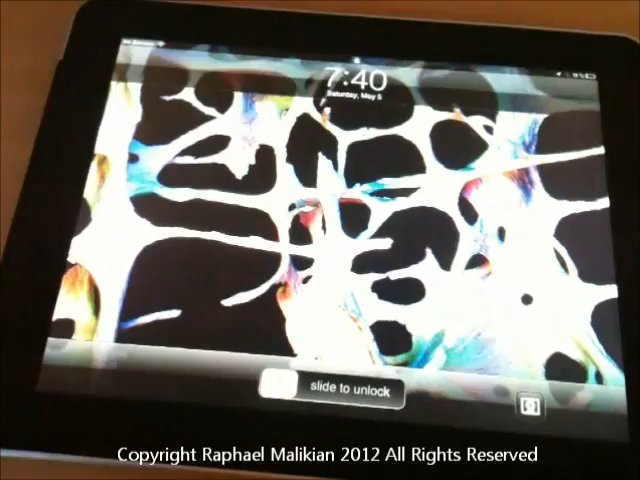 7:40
Saturday, May 5
slide to unlock
Copyright Raphael Malikian 2012 All Rights Reserved